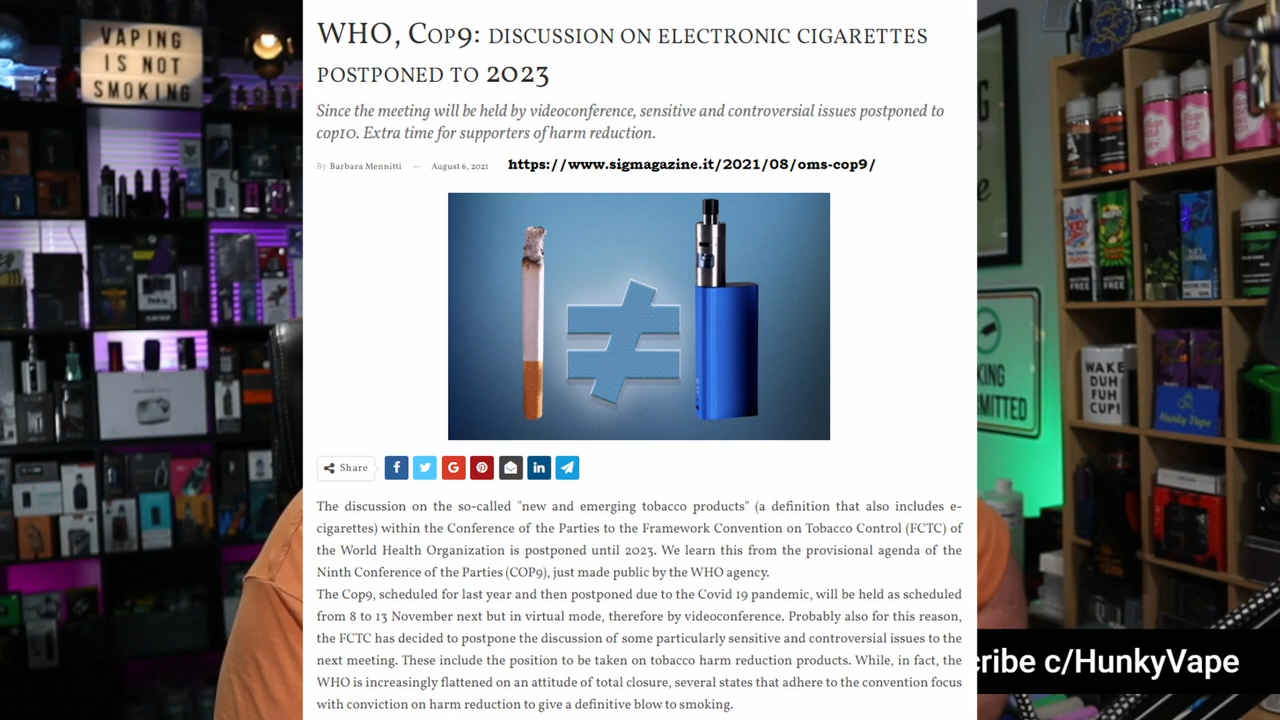 VAPING
IS NOT
SMOKING
WHO, Cop9: discussion on electronic cigarettes
postponed to 2023
Since the meeting will be held by videoconference, sensitive and controversial issues postponed to
cop10. Extra time for supporters of harm reduction.
By Barbara Mennitti — August 6, 2021 https://www.sigmagazine.it/2021/08/oms-cop9/
Share
The discussion on the so-called "new and emerging tobacco products" (a definition that also includes e-
cigarettes) within the Conference of the Parties to the Framework Convention on Tobacco Control (FCTC) of
the World Health Organization is postponed until 2023. We learn this from the provisional agenda of the
Ninth Conference of the Parties (COP9), just made public by the WHO agency.
The Cop9, scheduled for last year and then postponed due to the Covid 19 pandemic, will be held as scheduled
from 8 to 13 November next but in virtual mode, therefore by videoconference. Probably also for this reason,
the FCTC has decided to postpone the discussion of some particularly sensitive and controversial issues to the
next meeting. These include the position to be taken on tobacco harm reduction products. While, in fact, the
WHO is increasingly flattened on an attitude of total closure, several states that adhere to the convention focus
with conviction on harm reduction to give a definitive blow to smoking.
KING
MITTED
WAKE
DUH
FUH
CUP!
Hunky Vape
cribe c/HunkyVape